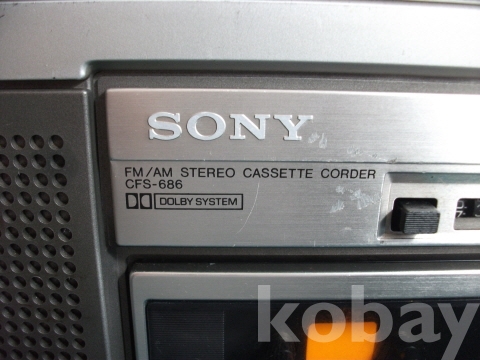 SONY
FM/AM STEREO CASSETTE CORDER
CFS-686
DOLBY SYSTEM
kobay